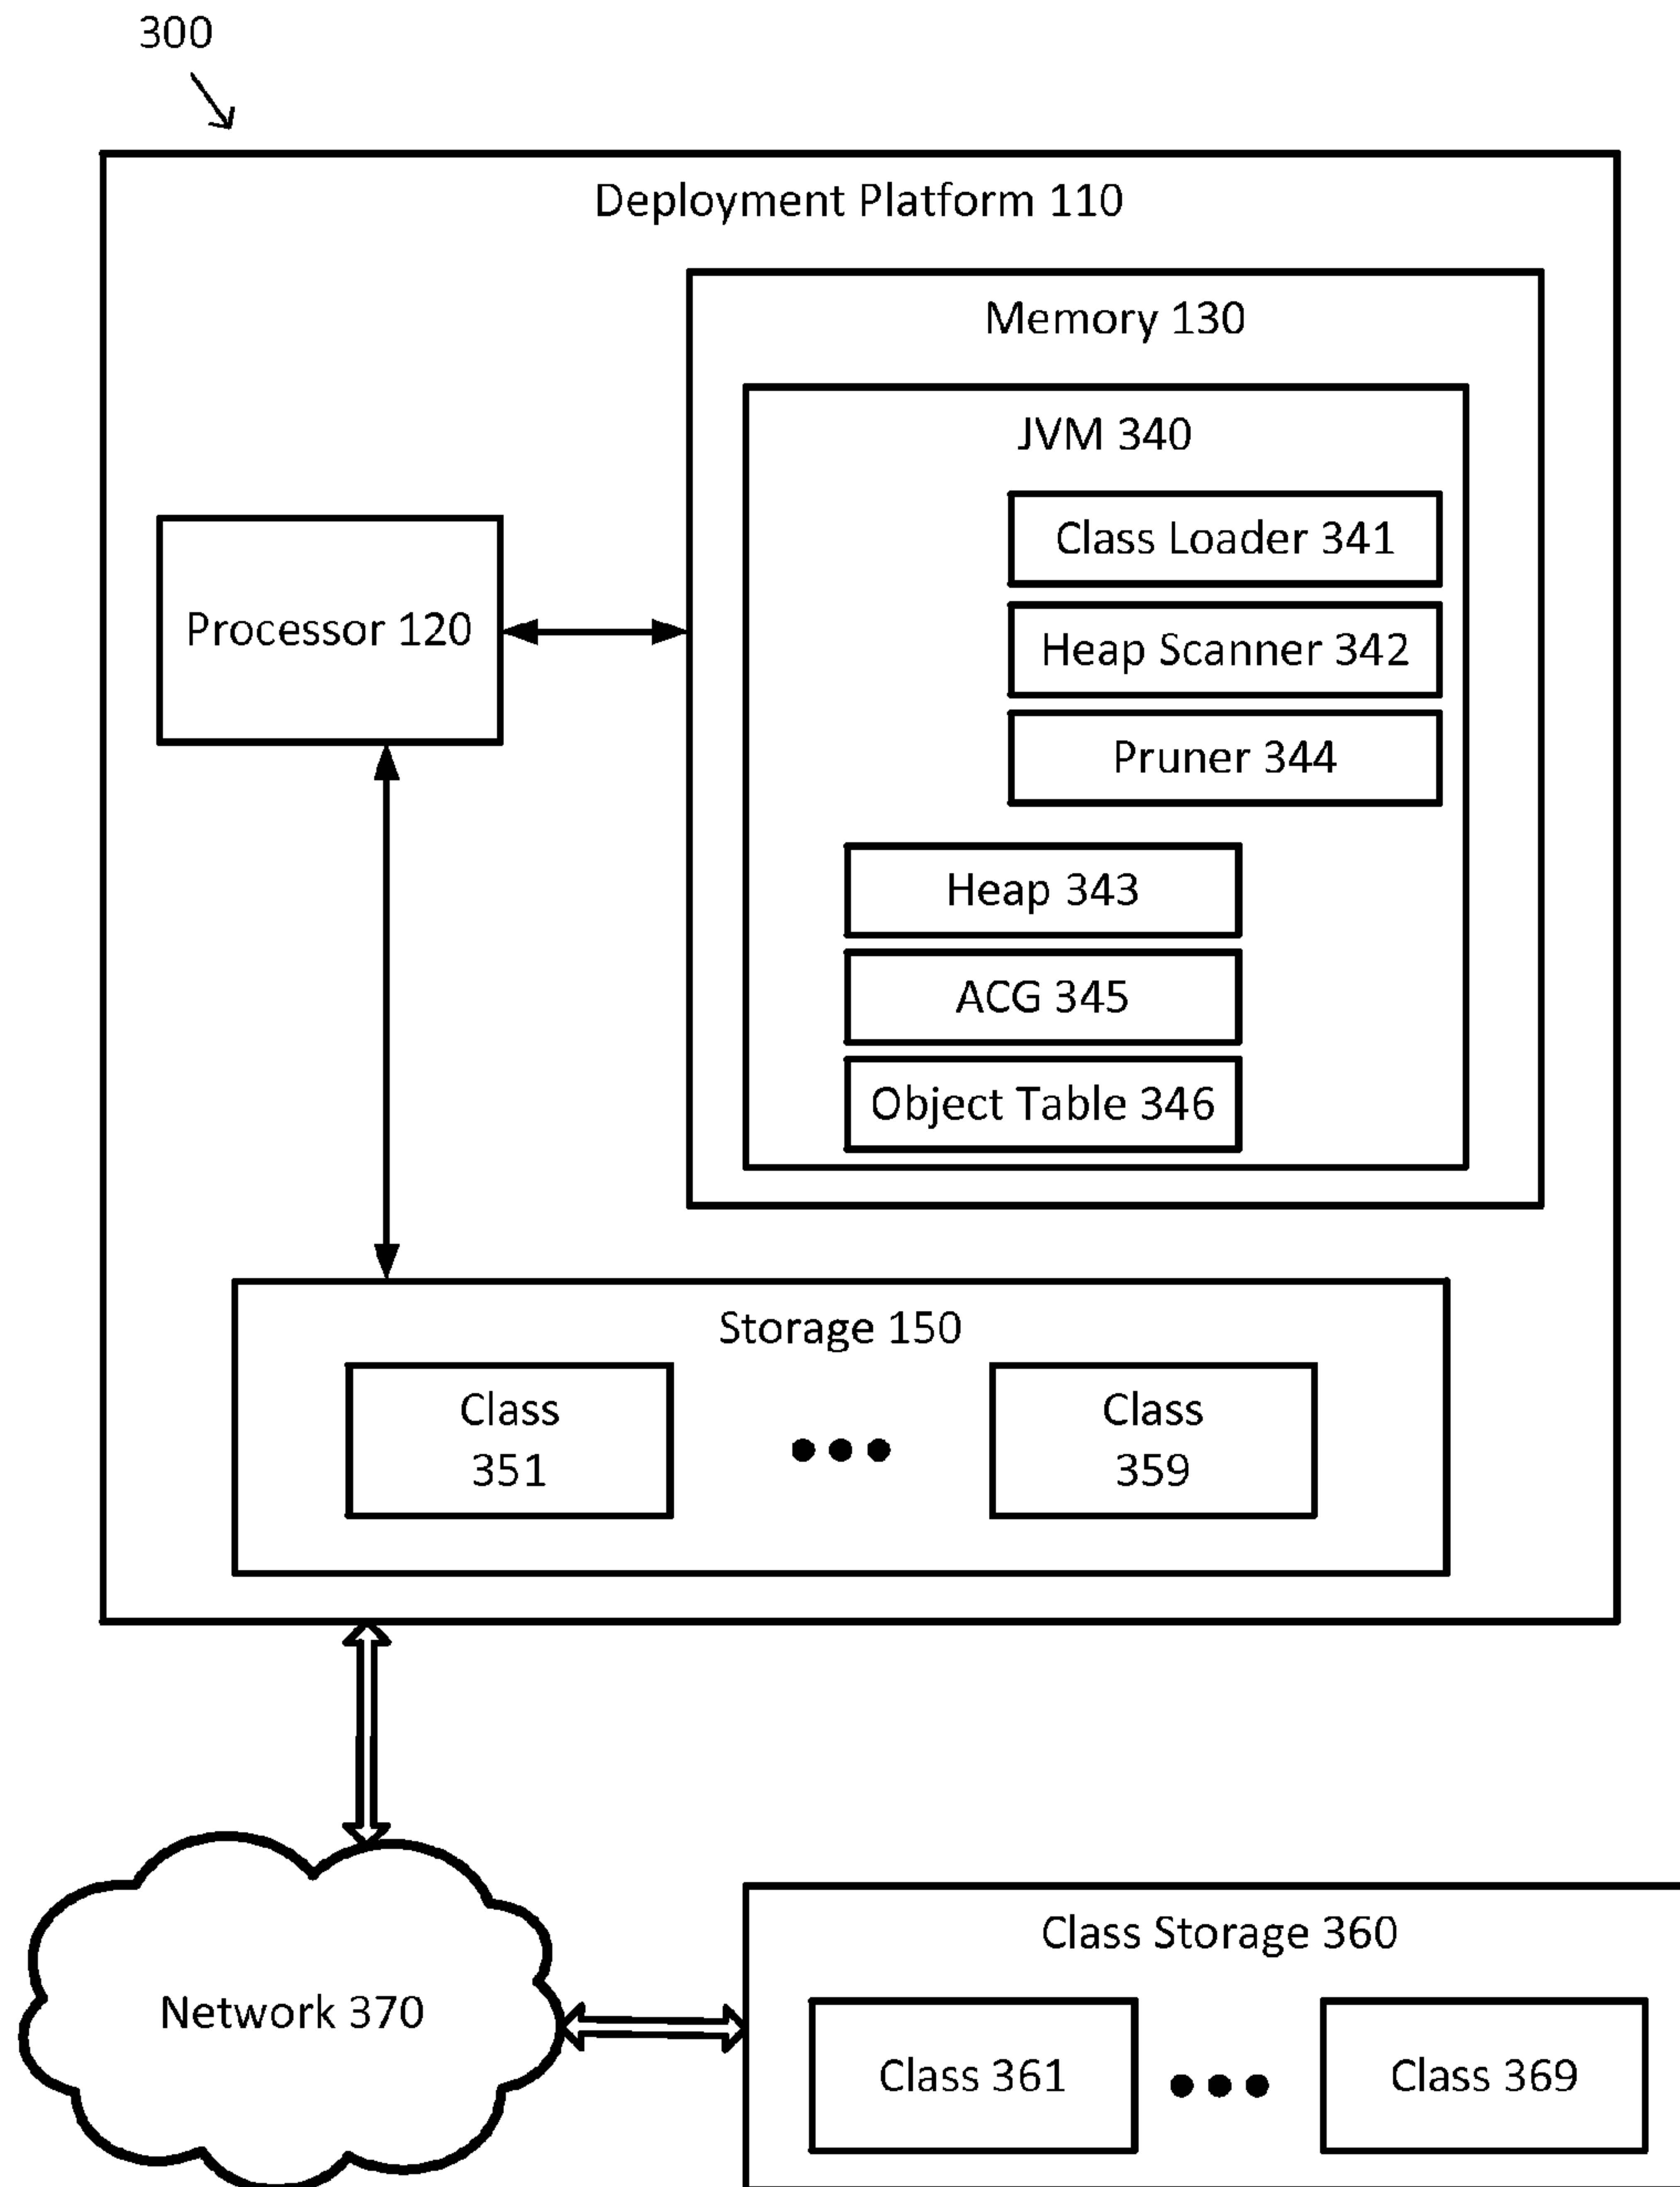 300
Deployment Platform 110
Memory 130
JVM 340
Class Loader 341
Processor 120
Heap Scanner 342
Pruner 344
Heap 343
ACG 345
Object Table 346
Storage 150
Class
351
Class
359
Class Storage 360
Network 370
Class 361
Class 369